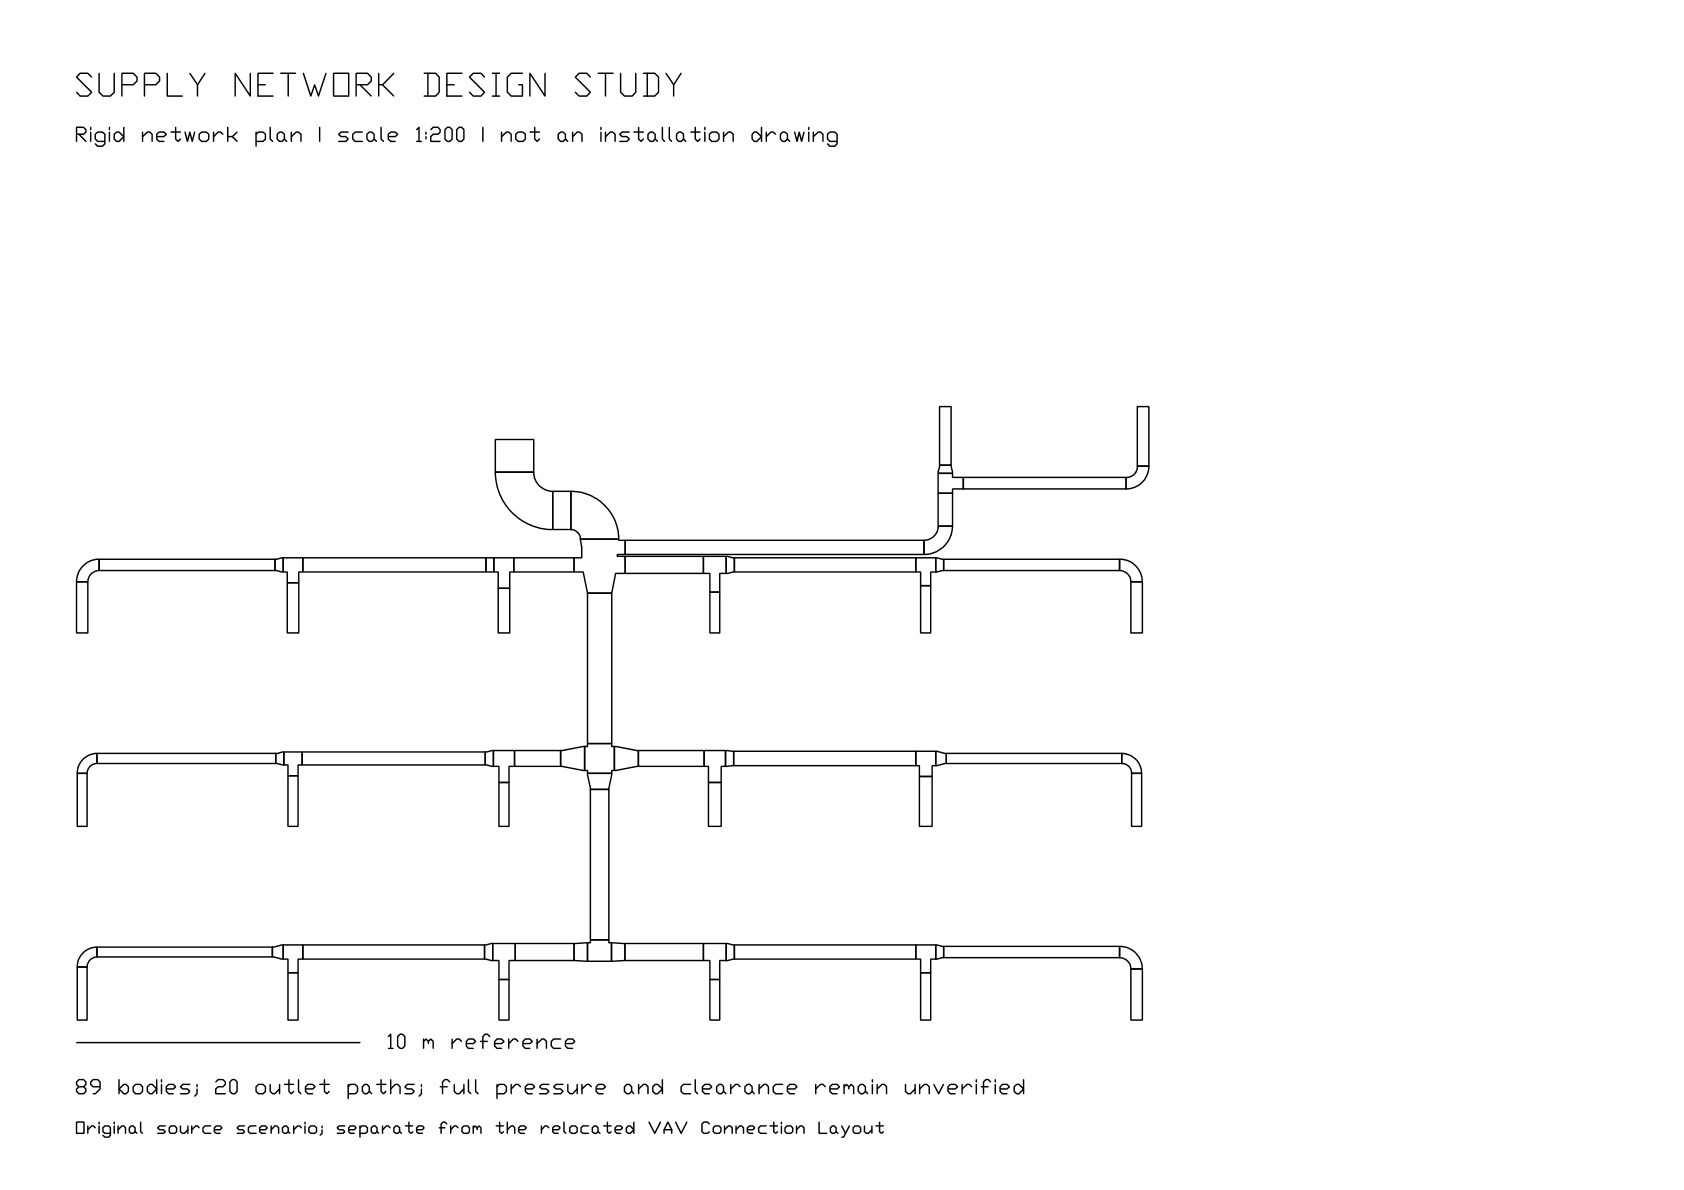 SUPPLY NETWORK DESIGN STUDY
Rigid network plan | scale 1:200 | not an installation drawing
10 m reference
89 bodies; 20 outlet paths; full pressure and clearance remain unverified
Original source scenario; separate from the relocated VAV Connection Layout